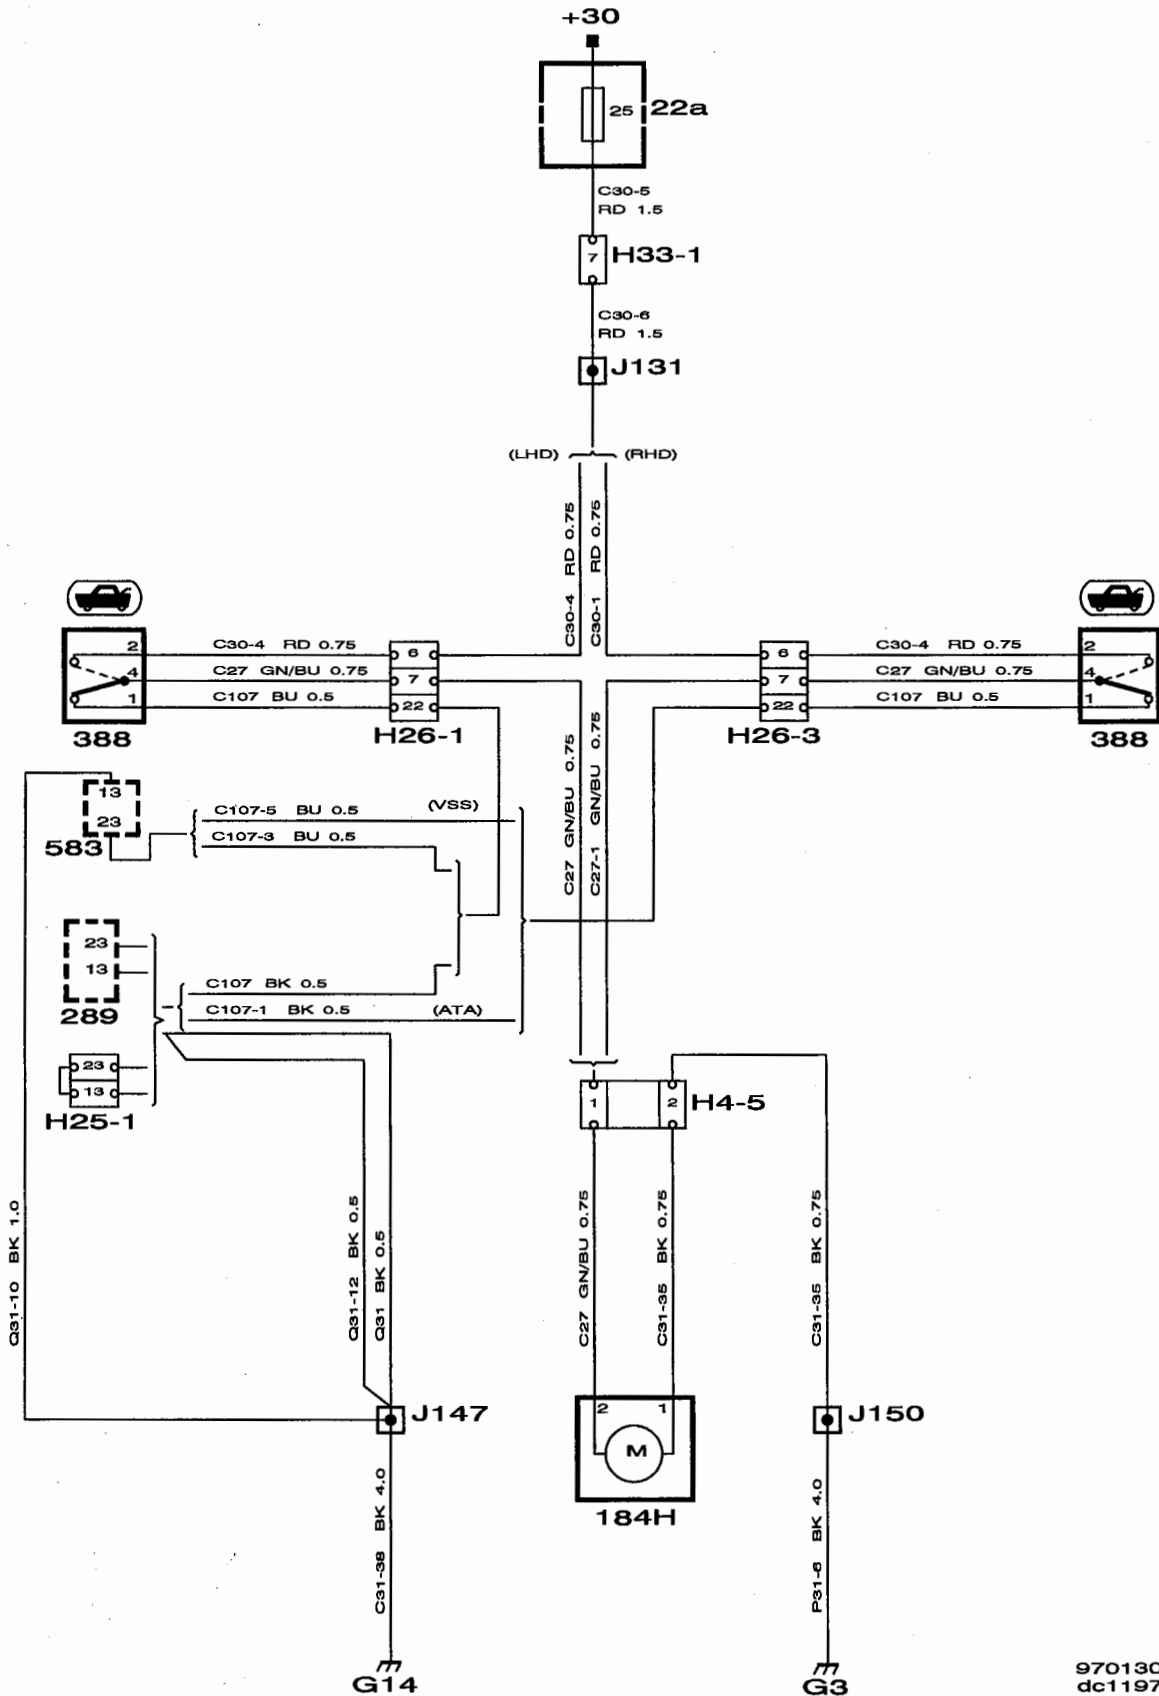 +30
25 22a
C30-5
RD 1.5
7 H33-1
C30-6
RD 1.5
J131
(LHD) (RHD)
C30-4 RD 0.75
C30-1 RD 0.75
2 C30-4 RD 0.75 6
4 C27 GN/BU 0.75 7
1 C107 BU 0.5 22
388 H26-1
6 C30-4 RD 0.75 2
7 C27 GN/BU 0.75 4
22 C107 BU 0.5 1
H26-3 388
C27 GN/BU 0.75
C27-1 GN/BU 0.75
13
23
583
C107-5 BU 0.5 (VSS)
C107-3 BU 0.5
23
13
289
C107 BK 0.5
C107-1 BK 0.5 (ATA)
23
13
H25-1
1 2 H4-5
Q31-10 BK 1.0
Q31-12 BK 0.5
Q31 BK 0.5
C27 GN/BU 0.75
C31-35 BK 0.75
C31-35 BK 0.75
J147
2 1
M
184H
J150
C31-38 BK 4.0
P31-6 BK 4.0
G14
G3
970130
dc1197